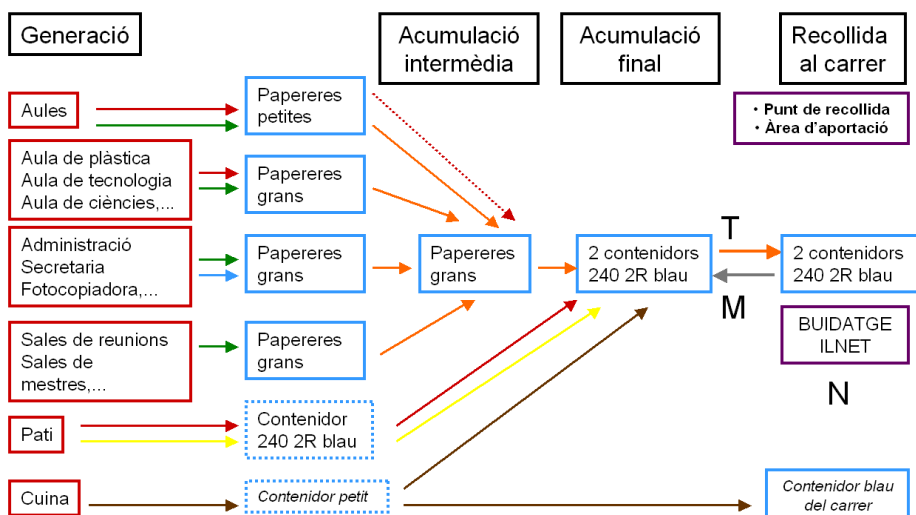 Generació
Acumulació
intermèdia
Acumulació
final
Recollida
al carrer
Aules
Papereres
petites
• Punt de recollida
• Àrea d'aportació
Aula de plàstica
Aula de tecnologia
Aula de ciències,...
Papereres
grans
Administració
Secretaria
Fotocopiadora,...
Papereres
grans
Papereres
grans
2 contenidors
240 2R blau
T
M
2 contenidors
240 2R blau
Sales de reunions
Sales de
mestres,...
Papereres
grans
BUIDATGE
ILNET
N
Pati
Contenidor
240 2R blau
Cuina
Contenidor petit
Contenidor blau
del carrer